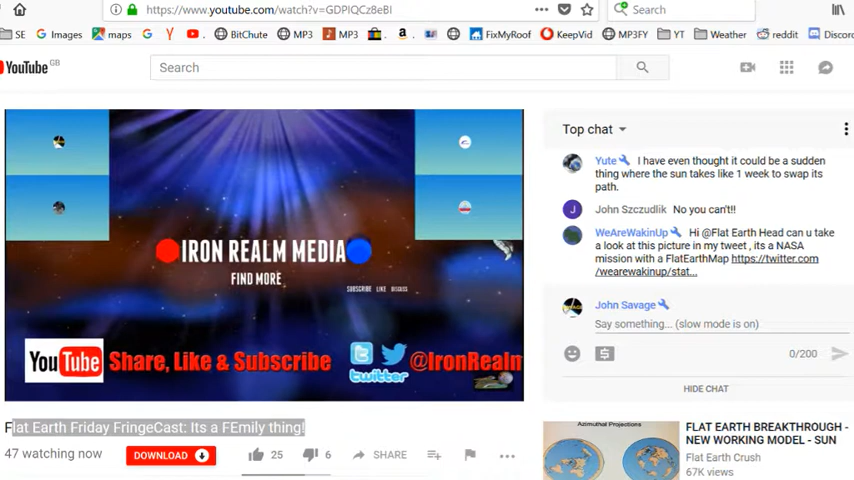 https://www.youtube.com/watch?v=GDPIQCz8eBI
Search
SE
Images
maps
BitChute
MP3
MP3
FixMyRoof
KeepVid
MP3FY
YT
Weather
reddit
Discord
YouTube GB
Search
IRON REALM MEDIA
FIND MORE
SUBSCRIBE LIKE DISCUSS
YouTube Share, Like & Subscribe
twitter
@IronRealm
Flat Earth Friday FringeCast: Its a FEmily thing!
47 watching now
DOWNLOAD
25
6
SHARE
Top chat
Yute I have even thought it could be a sudden
thing where the sun takes like 1 week to swap its
path.
J
John Szczudlik No you can't!!
WeAreWakinUp Hi @Flat Earth Head can u take
a look at this picture in my tweet , its a NASA
mission with a FlatEarthMap https://twitter.com
/wearewakinup/stat...
John Savage
Say something... (slow mode is on)
0/200
HIDE CHAT
Azimuthal Projections
FLAT EARTH BREAKTHROUGH -
NEW WORKING MODEL - SUN
Flat Earth Crush
67K views